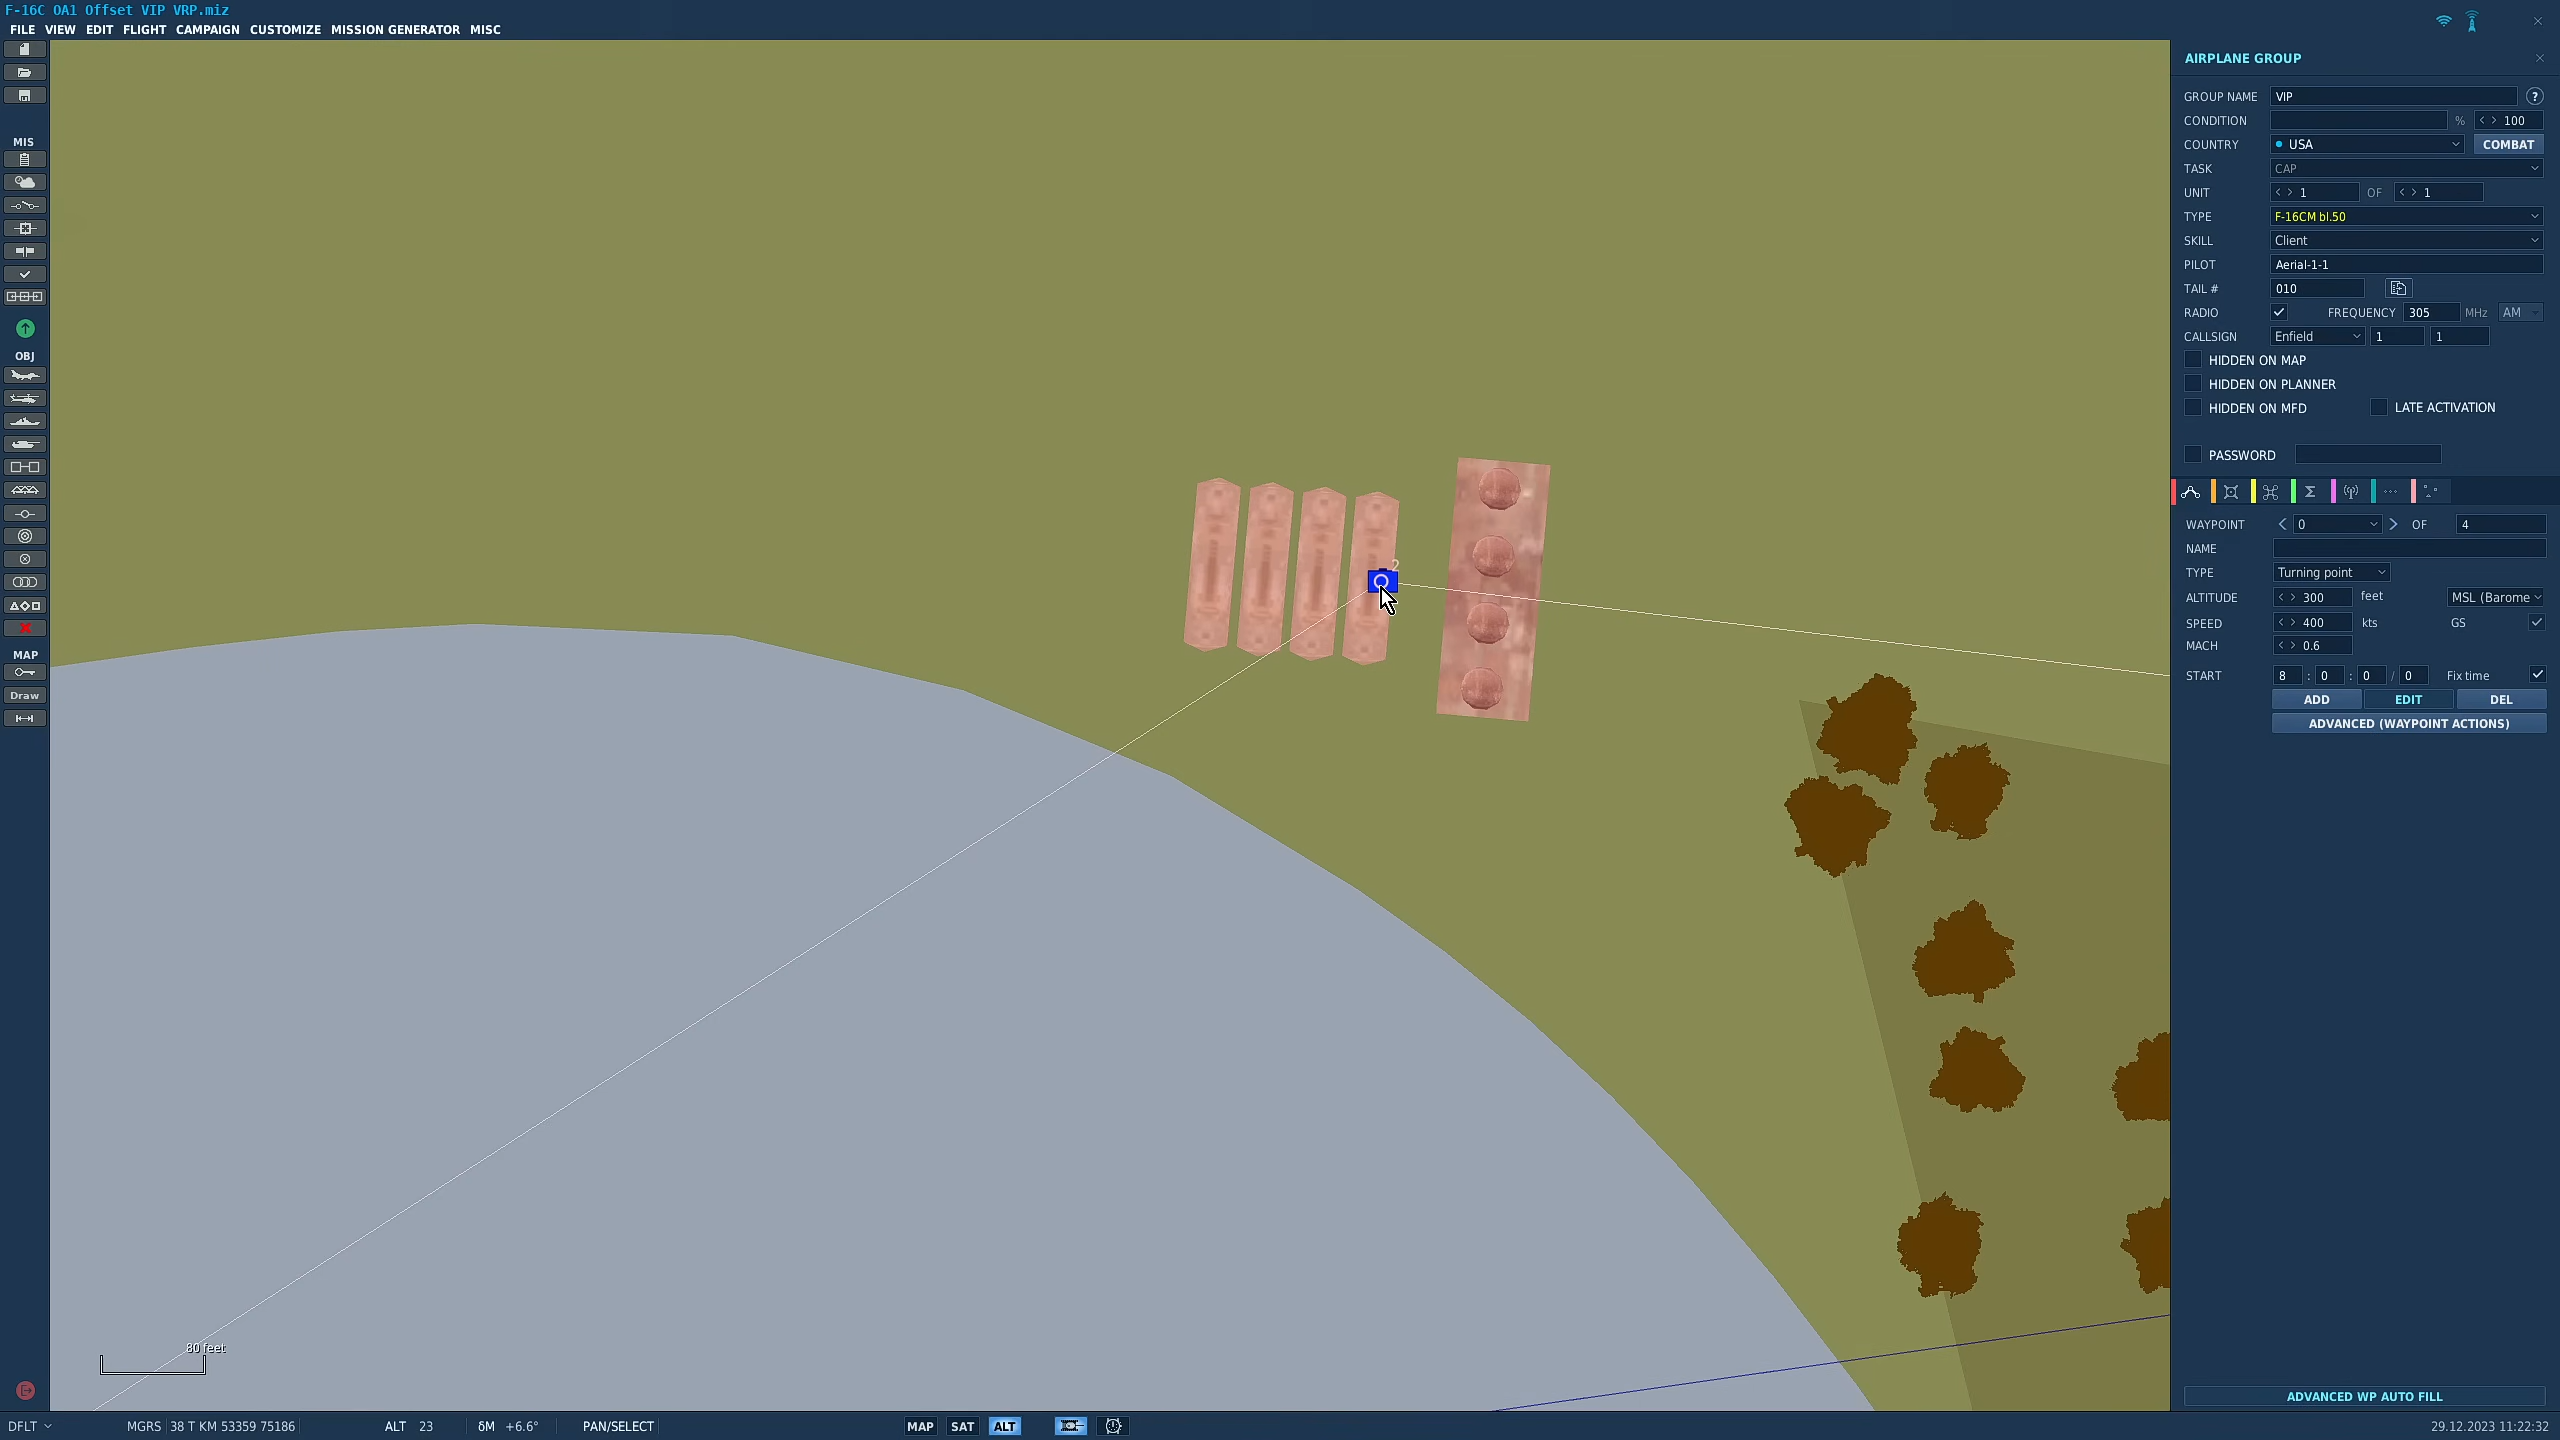 F-16C OA1 Offset VIP VRP.miz
FILE VIEW EDIT FLIGHT CAMPAIGN CUSTOMIZE MISSION GENERATOR MISC
MIS
OBJ
MAP
Draw
2
80 feet
AIRPLANE GROUP
GROUP NAME VIP ?
CONDITION % < > 100
COUNTRY USA COMBAT
TASK CAP
UNIT < > 1 OF < > 1
TYPE F-16CM bl.50
SKILL Client
PILOT Aerial-1-1
TAIL # 010
RADIO FREQUENCY 305 MHz AM
CALLSIGN Enfield 1 1
HIDDEN ON MAP
HIDDEN ON PLANNER
HIDDEN ON MFD LATE ACTIVATION
PASSWORD
WAYPOINT < 0 > OF 4
NAME
TYPE Turning point
ALTITUDE < > 300 feet MSL (Barome
SPEED < > 400 kts GS
MACH < > 0.6
START 8 : 0 : 0 / 0 Fix time
ADD EDIT DEL
ADVANCED (WAYPOINT ACTIONS)
ADVANCED WP AUTO FILL
DFLT MGRS 38 T KM 53359 75186 ALT 23 δM +6.6° PAN/SELECT MAP SAT ALT 29.12.2023 11:22:32